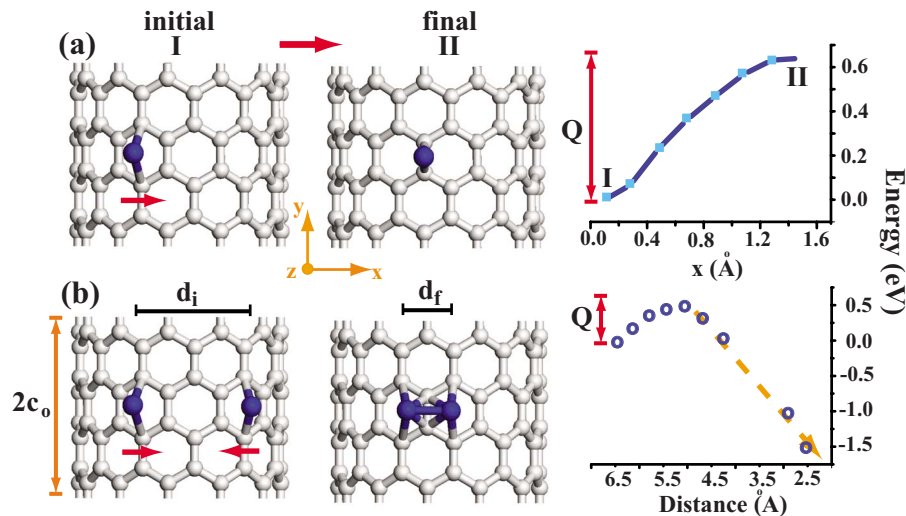 initial
final
(a)
I
II
Q
I
II
0.6
0.4
0.2
0.0
0.0 0.4 0.8 1.2 1.6
x (Å)
Energy (eV)
y
z
x
(b)
d_i
d_f
2c_o
Q
0.5
0.0
-0.5
-1.0
-1.5
6.5 5.5 4.5 3.5 2.5
Distance (Å)